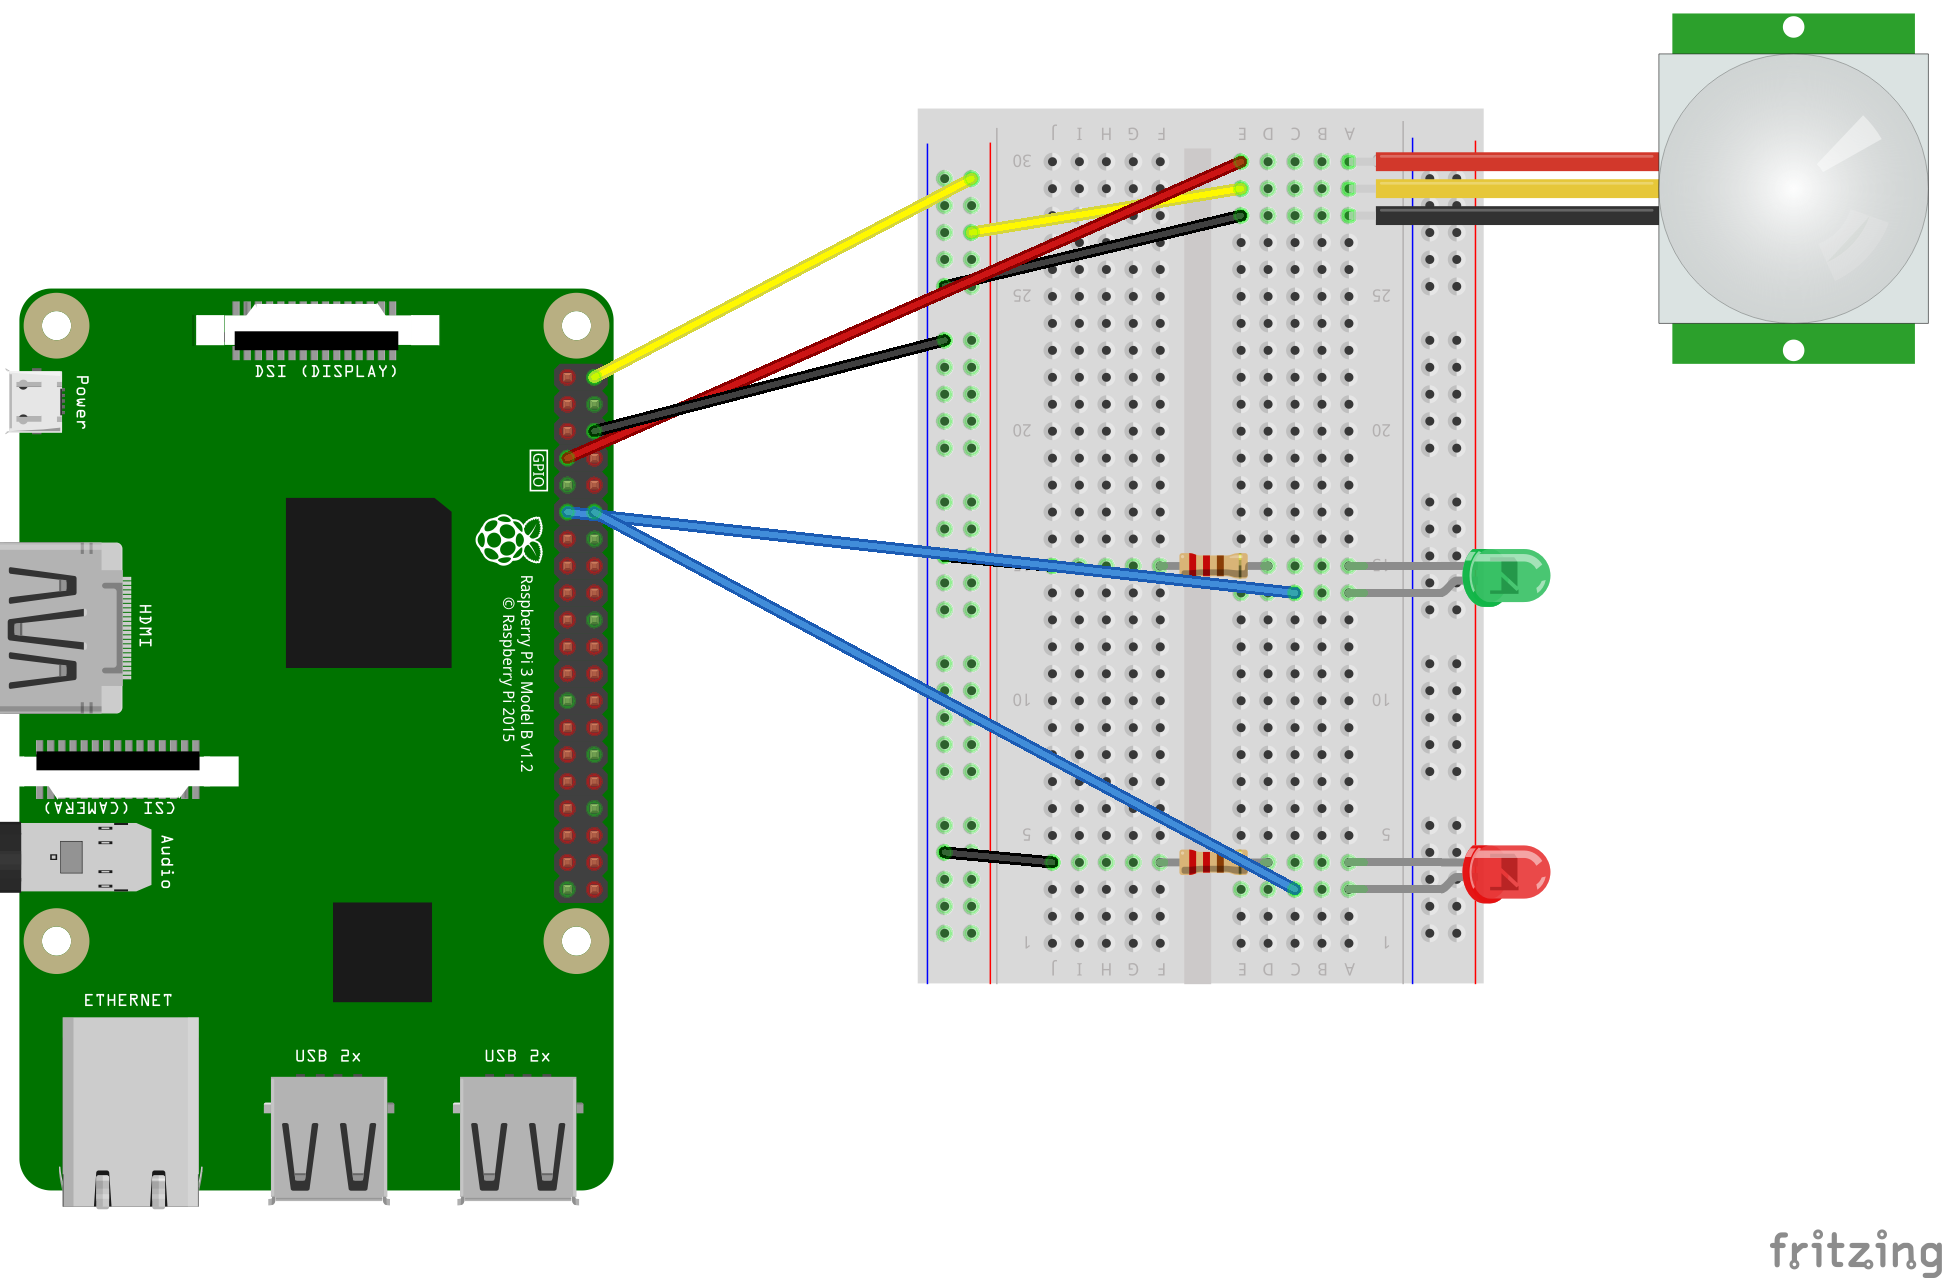 J I H G F E D C B A
30
25 25
20 20
15
10 10
5 5
1 1
J I H G F E D C B A
DSI (DISPLAY)
Power
GPIO
HDMI
Raspberry Pi 3 Model B v1.2
© Raspberry Pi 2015
CSI (CAMERA)
Audio
ETHERNET
USB 2x
USB 2x
fritzing